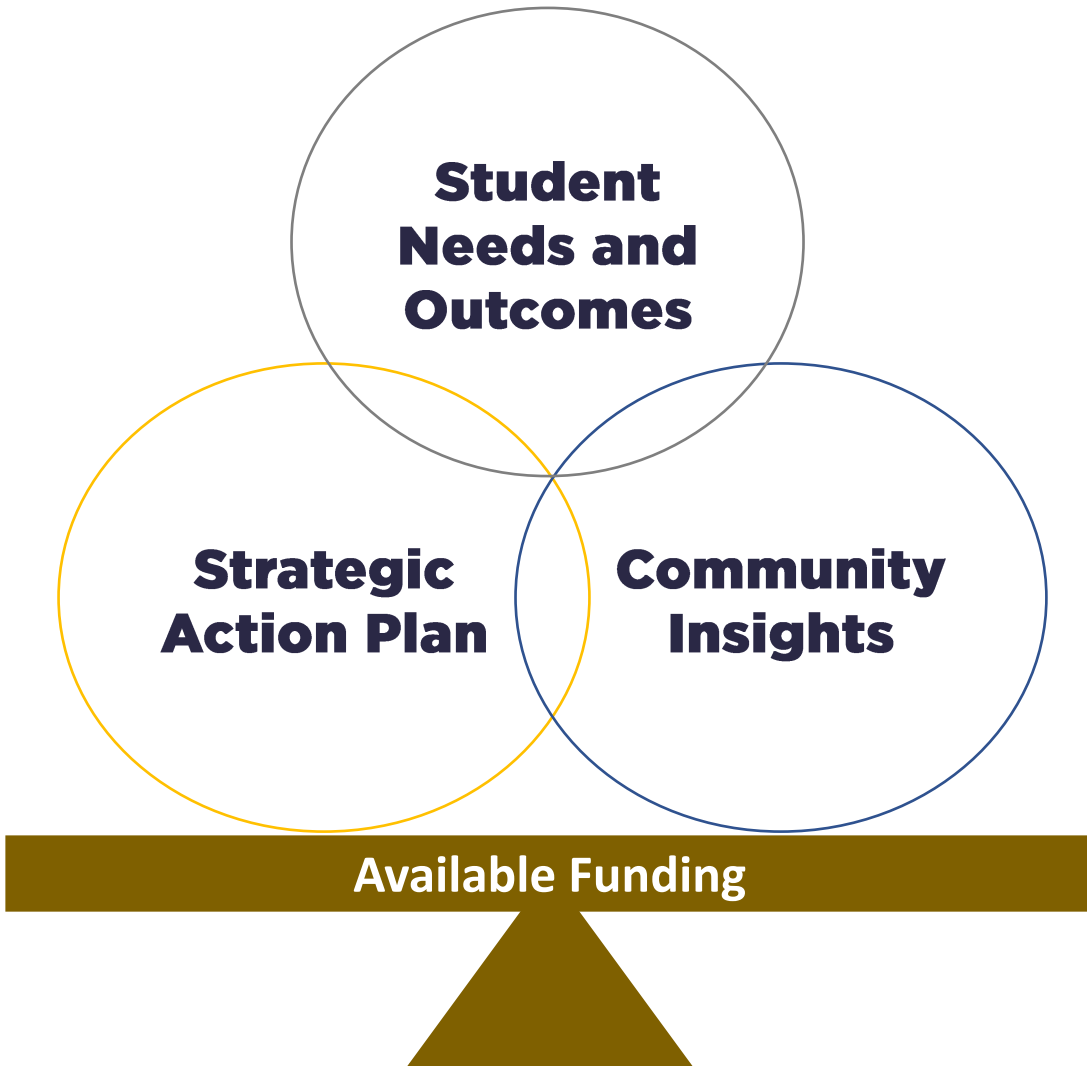 Student
Needs and
Outcomes
Strategic
Action Plan
Community
Insights
Available Funding